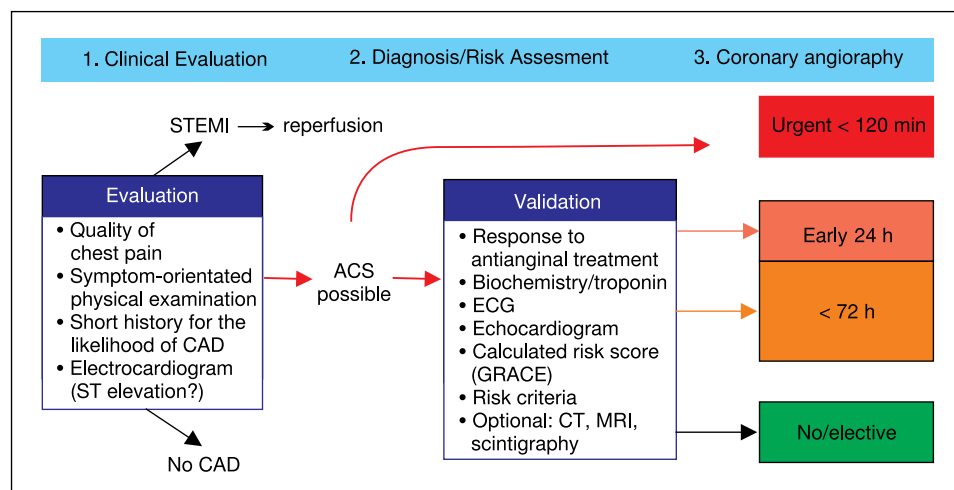 1. Clinical Evaluation
2. Diagnosis/Risk Assesment
3. Coronary angioraphy
STEMI
reperfusion
Urgent < 120 min
Evaluation
• Quality of
chest pain
• Symptom-orientated
physical examination
• Short history for the
likelihood of CAD
• Electrocardiogram
(ST elevation?)
No CAD
ACS
possible
Validation
• Response to
antianginal treatment
• Biochemistry/troponin
• ECG
• Echocardiogram
• Calculated risk score
(GRACE)
• Risk criteria
• Optional: CT, MRI,
scintigraphy
Early 24 h
< 72 h
No/elective